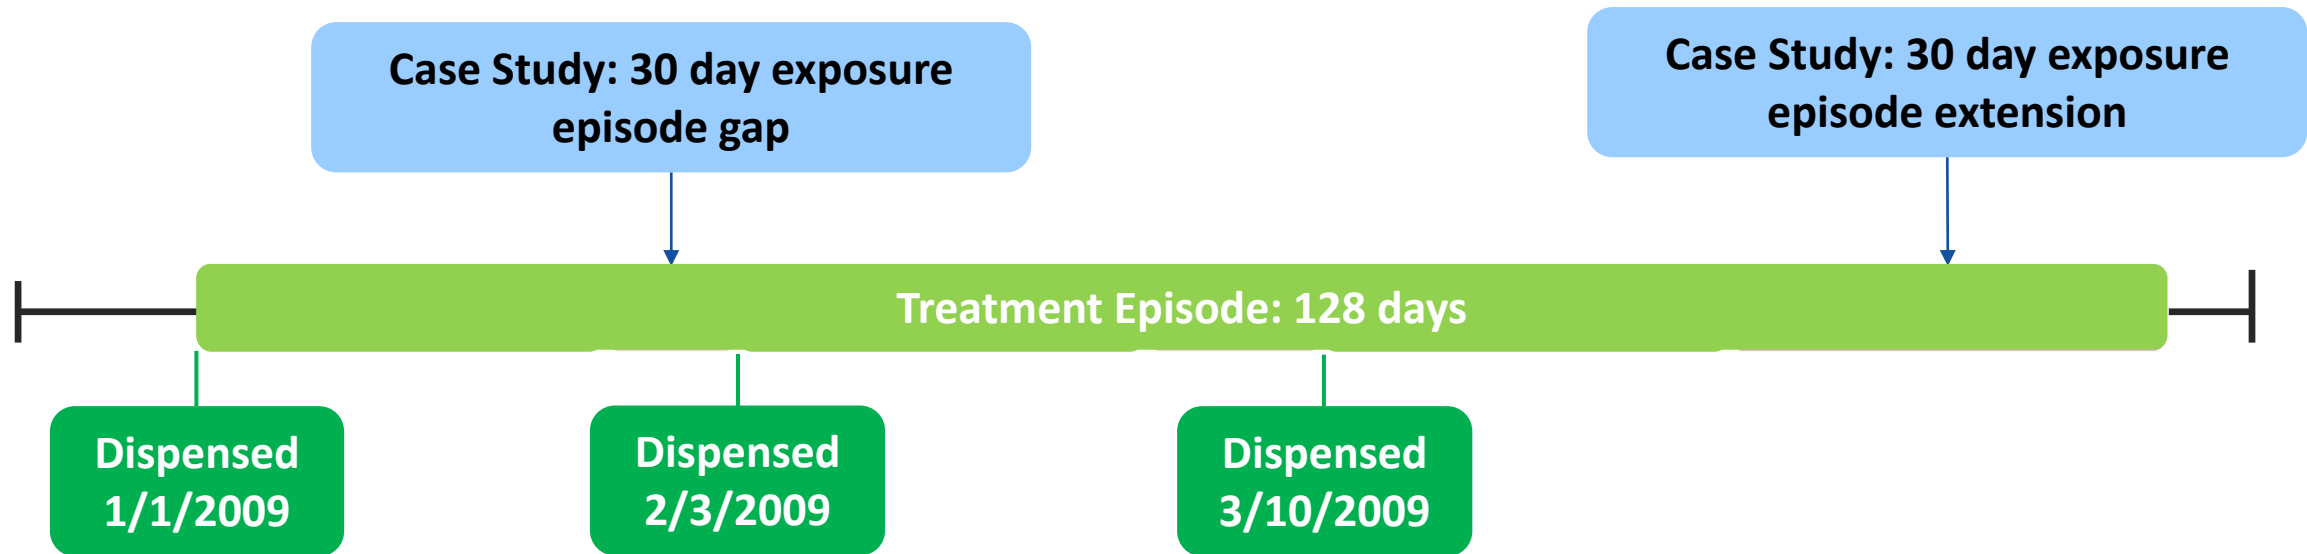 Case Study: 30 day exposure
episode gap
Case Study: 30 day exposure
episode extension
Treatment Episode: 128 days
Dispensed
1/1/2009
Dispensed
2/3/2009
Dispensed
3/10/2009